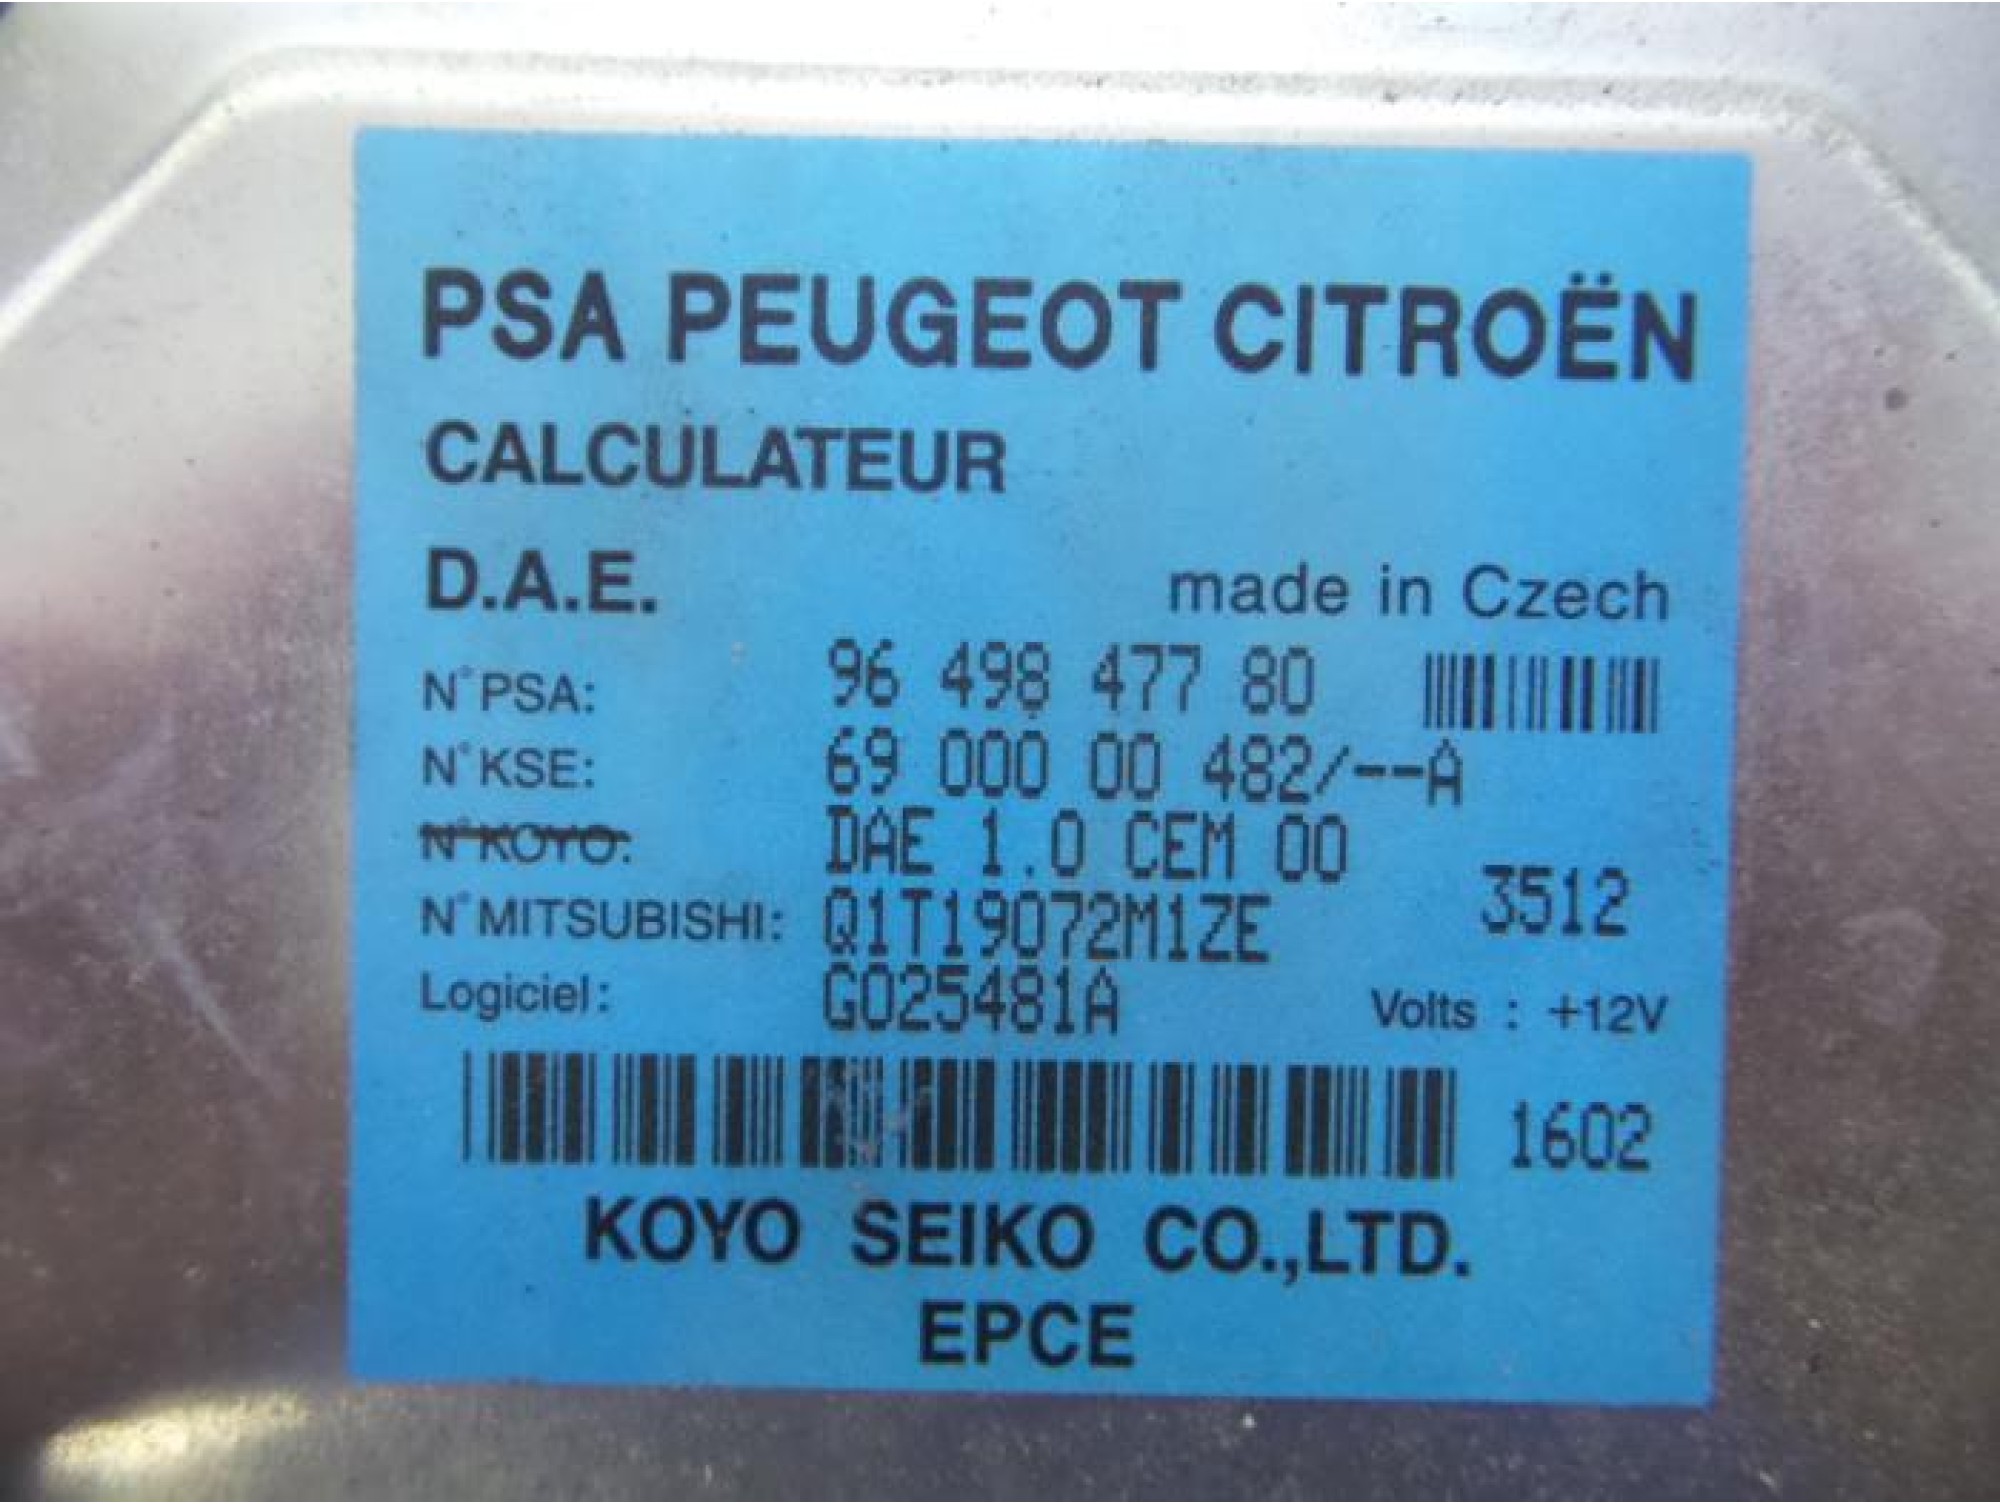 PSA PEUGEOT CITROËN
CALCULATEUR
D.A.E. made in Czech
N°PSA: 96 498 477 80
N°KSE: 69 000 00 482/--A
N°KOYO: DAE 1.0 CEM 00
N°MITSUBISHI: Q1T19072M1ZE 3512
Logiciel: G025481A Volts : +12V
1602
KOYO SEIKO CO.,LTD.
EPCE